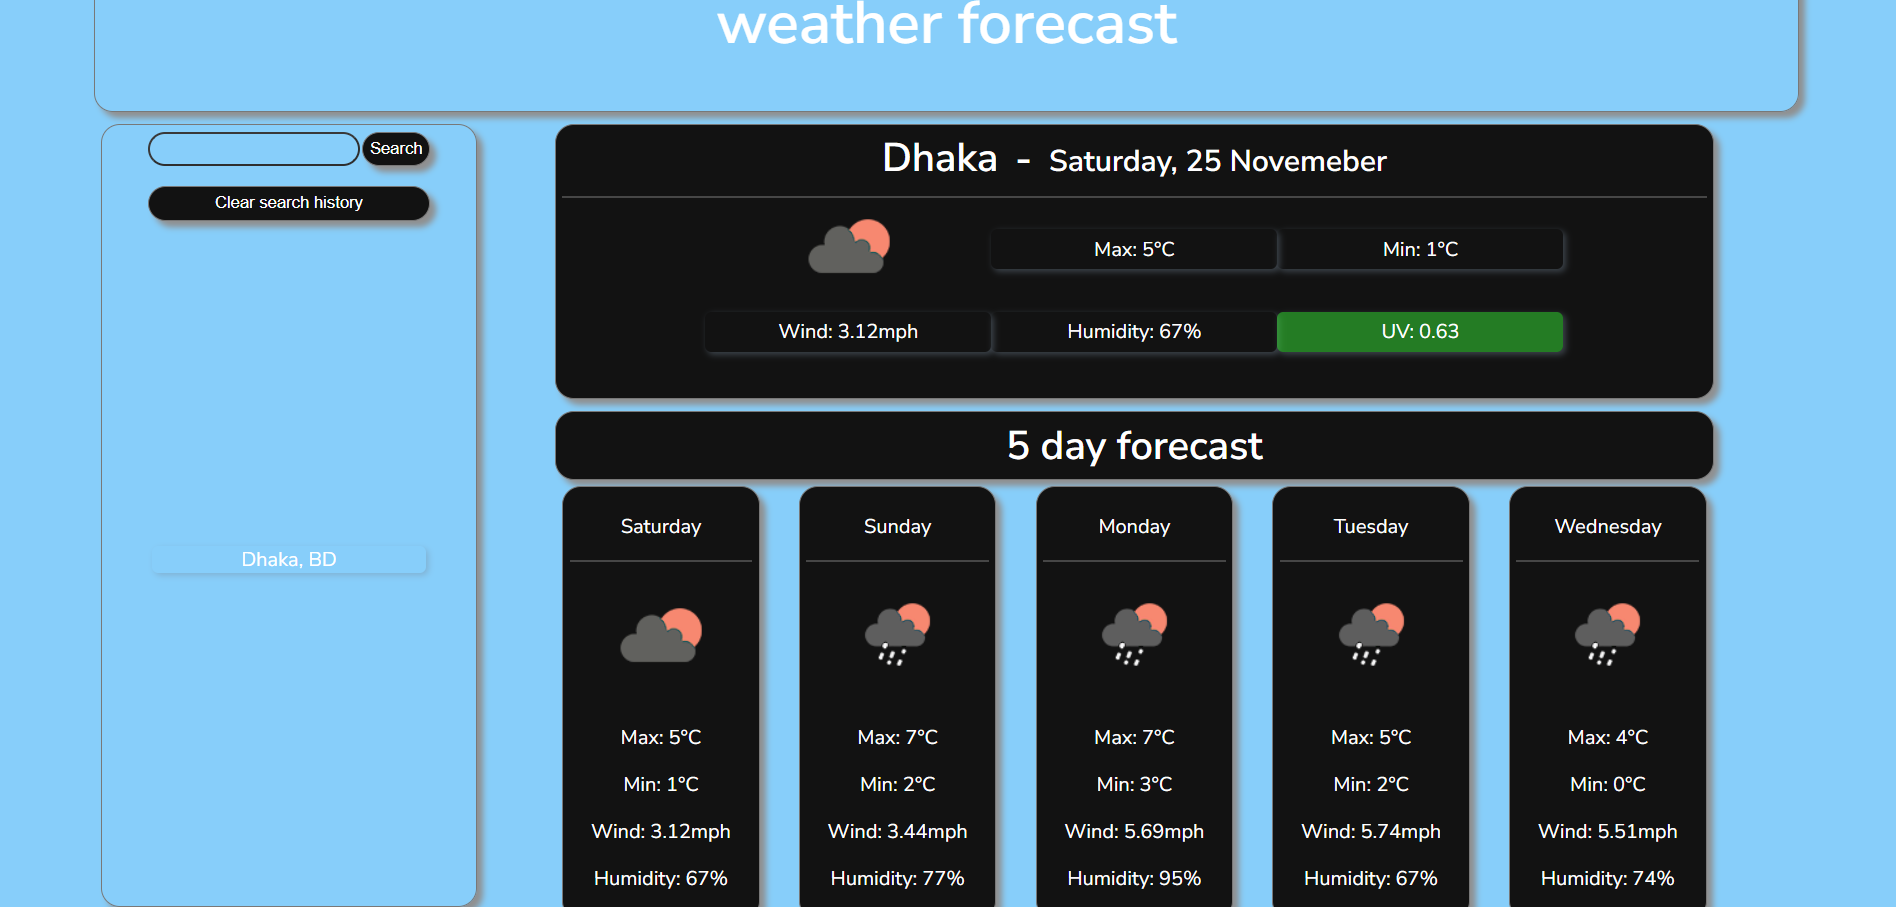 weather forecast
Search
Clear search history
Dhaka, BD
Dhaka - Saturday, 25 Novemeber
Max: 5°C
Min: 1°C
Wind: 3.12mph
Humidity: 67%
UV: 0.63
5 day forecast
Saturday
Max: 5°C
Min: 1°C
Wind: 3.12mph
Humidity: 67%
Sunday
Max: 7°C
Min: 2°C
Wind: 3.44mph
Humidity: 77%
Monday
Max: 7°C
Min: 3°C
Wind: 5.69mph
Humidity: 95%
Tuesday
Max: 5°C
Min: 2°C
Wind: 5.74mph
Humidity: 67%
Wednesday
Max: 4°C
Min: 0°C
Wind: 5.51mph
Humidity: 74%